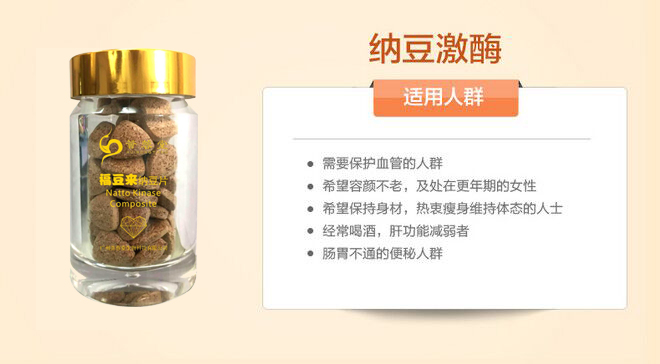 纳豆激酶
适用人群
需要保护血管的人群
希望容颜不老，及处在更年期的女性
希望保持身材，热衷瘦身维持体态的人士
经常喝酒，肝功能减弱者
肠胃不通的便秘人群
福豆来纳豆片
Natto Kinase
Composite